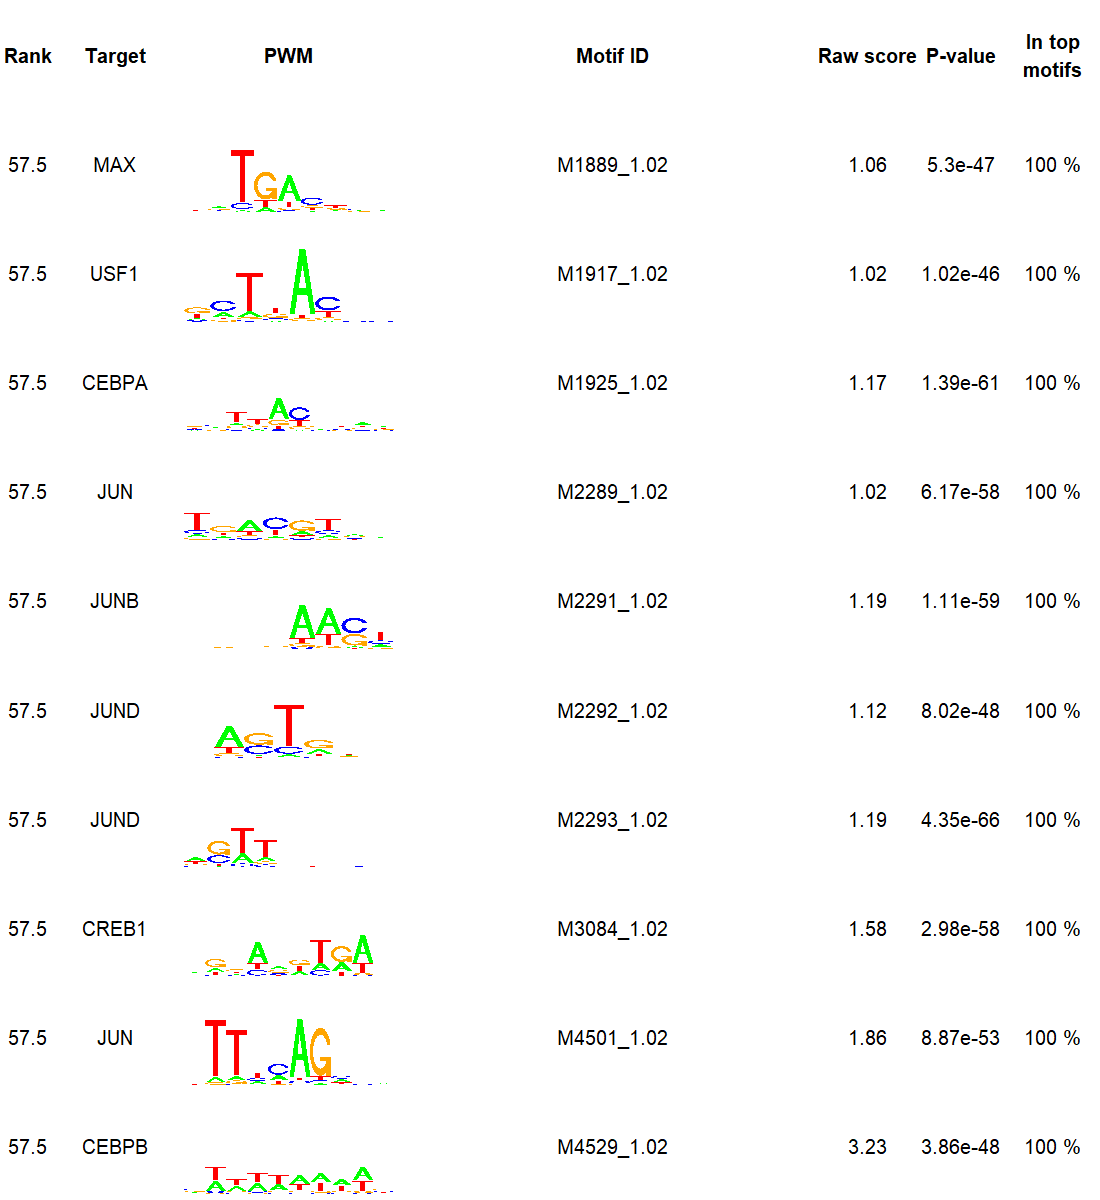 Rank Target PWM Motif ID Raw score P-value In top motifs
57.5 MAX M1889_1.02 1.06 5.3e-47 100 %
57.5 USF1 M1917_1.02 1.02 1.02e-46 100 %
57.5 CEBPA M1925_1.02 1.17 1.39e-61 100 %
57.5 JUN M2289_1.02 1.02 6.17e-58 100 %
57.5 JUNB M2291_1.02 1.19 1.11e-59 100 %
57.5 JUND M2292_1.02 1.12 8.02e-48 100 %
57.5 JUND M2293_1.02 1.19 4.35e-66 100 %
57.5 CREB1 M3084_1.02 1.58 2.98e-58 100 %
57.5 JUN M4501_1.02 1.86 8.87e-53 100 %
57.5 CEBPB M4529_1.02 3.23 3.86e-48 100 %